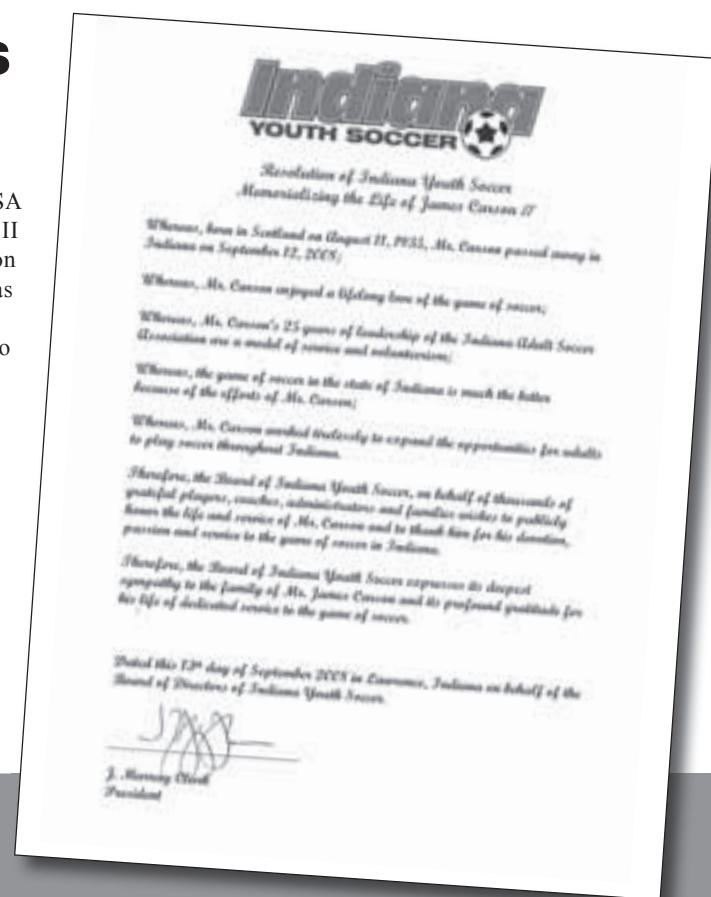 s
SA
II
on
as
o
Indiana
YOUTH SOCCER
Resolution of Indiana Youth Soccer
Memorializing the Life of James Carson II
Whereas, born in Scotland on August 11, 1935, Mr. Carson passed away in
Indiana on September 12, 2008;
Whereas, Mr. Carson enjoyed a lifelong love of the game of soccer;
Whereas, Mr. Carson's 25 years of leadership of the Indiana Adult Soccer
Association are a model of service and volunteerism;
Whereas, the game of soccer in the state of Indiana is much the better
because of the efforts of Mr. Carson;
Whereas, Mr. Carson worked tirelessly to expand the opportunities for adults
to play soccer throughout Indiana.
Therefore, the Board of Indiana Youth Soccer, on behalf of thousands of
grateful players, coaches, administrators and families wishes to publicly
honor the life and service of Mr. Carson and to thank him for his devotion,
passion and service to the game of soccer in Indiana.
Therefore, the Board of Indiana Youth Soccer expresses its deepest
sympathy to the family of Mr. James Carson and its profound gratitude for
his life of dedicated service to the game of soccer.
Dated this 13th day of September 2008 in Lawrence, Indiana on behalf of the
Board of Directors of Indiana Youth Soccer.
J. Murray Clark
President